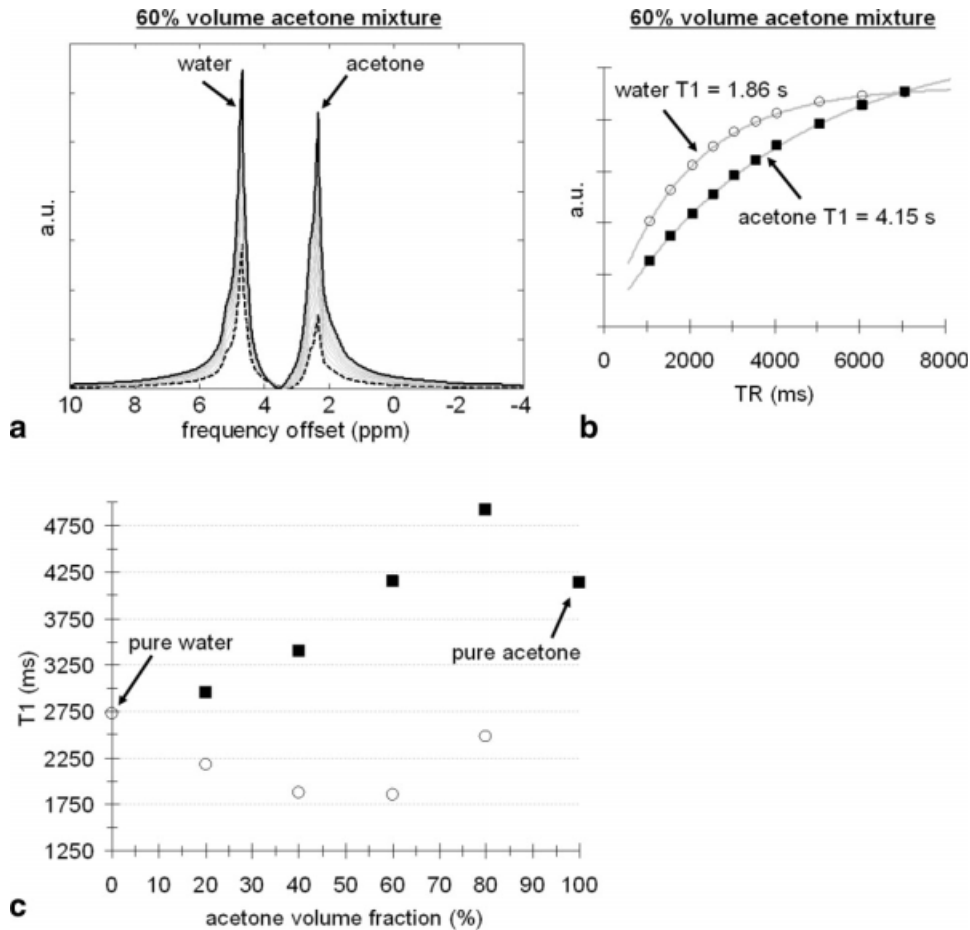 60% volume acetone mixture
water
acetone
a.u.
10 8 6 4 2 0 -2 -4
frequency offset (ppm)
a
60% volume acetone mixture
water T1 = 1.86 s
acetone T1 = 4.15 s
a.u.
0 2000 4000 6000 8000
TR (ms)
b
4750
4250
3750
3250
2750
2250
1750
1250
T1 (ms)
pure water
pure acetone
0 10 20 30 40 50 60 70 80 90 100
acetone volume fraction (%)
c